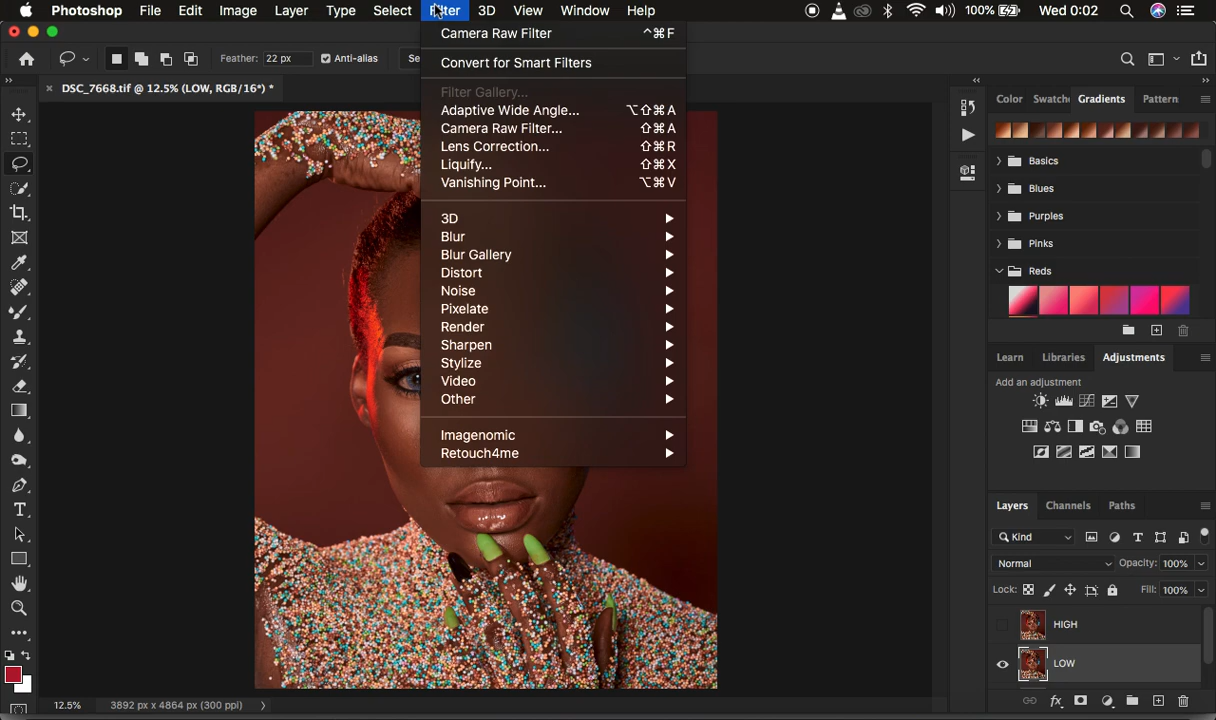 Photoshop File Edit Image Layer Type Select Filter 3D View Window Help 100% Wed 0:02
Feather: 22 px Anti-alias Se
DSC_7668.tif @ 12.5% (LOW, RGB/16*) *
Camera Raw Filter ^⌘F
Convert for Smart Filters
Filter Gallery...
Adaptive Wide Angle... ⌥⇧⌘A
Camera Raw Filter... ⇧⌘A
Lens Correction... ⇧⌘R
Liquify... ⇧⌘X
Vanishing Point... ⌥⌘V
3D
Blur
Blur Gallery
Distort
Noise
Pixelate
Render
Sharpen
Stylize
Video
Other
Imagenomic
Retouch4me
Color Swatche Gradients Pattern
Basics
Blues
Purples
Pinks
Reds
Learn Libraries Adjustments
Add an adjustment
Layers Channels Paths
Kind
Normal Opacity: 100%
Lock: Fill: 100%
HIGH
LOW
12.5% 3892 px x 4864 px (300 ppi)